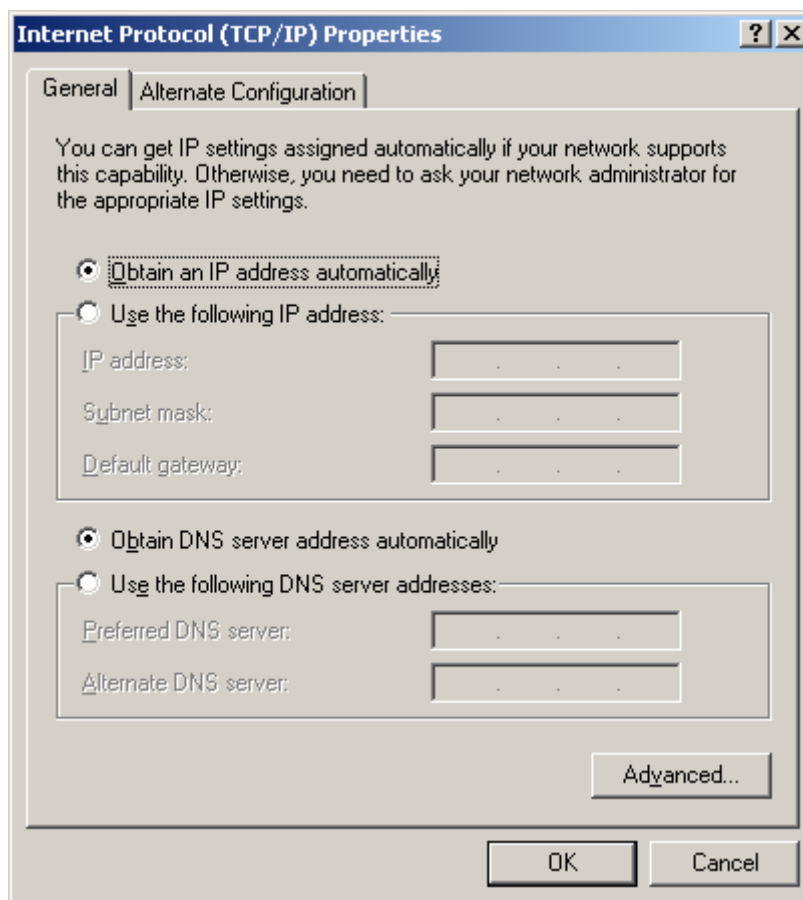 Internet Protocol (TCP/IP) Properties
General
Alternate Configuration
You can get IP settings assigned automatically if your network supports
this capability. Otherwise, you need to ask your network administrator for
the appropriate IP settings.
Obtain an IP address automatically
Use the following IP address:
IP address:
Subnet mask:
Default gateway:
Obtain DNS server address automatically
Use the following DNS server addresses:
Preferred DNS server:
Alternate DNS server:
Advanced...
OK
Cancel